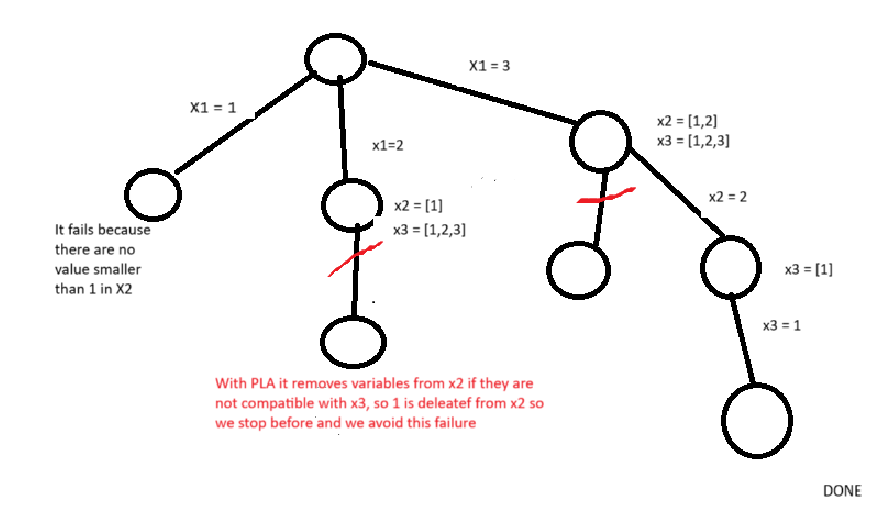 X1 = 3
X1 = 1
x2 = [1,2]
x3 = [1,2,3]
x1=2
x2 = 2
x2 = [1]
x3 = [1,2,3]
It fails because
there are no
value smaller
than 1 in X2
x3 = [1]
x3 = 1
With PLA it removes variables from x2 if they are
not compatible with x3, so 1 is deleatef from x2 so
we stop before and we avoid this failure
DONE